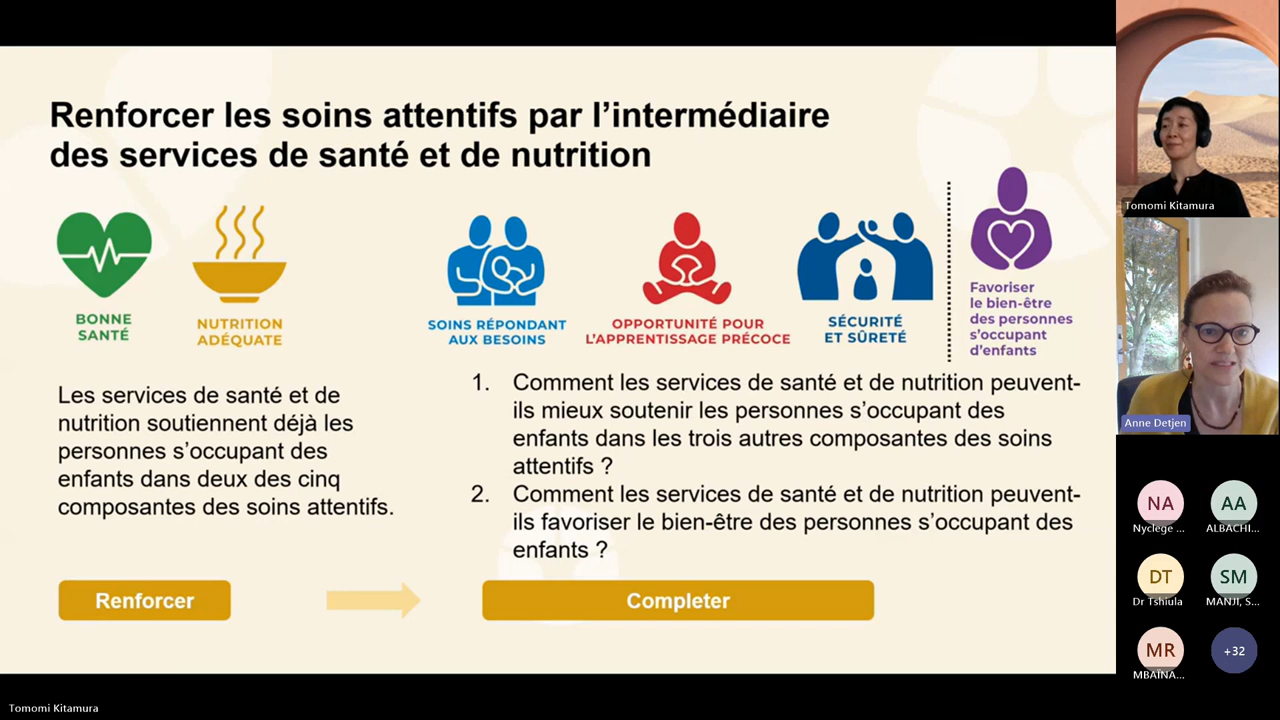 Renforcer les soins attentifs par l’intermédiaire
des services de santé et de nutrition
BONNE
SANTÉ
NUTRITION
ADÉQUATE
SOINS RÉPONDANT
AUX BESOINS
OPPORTUNITÉ POUR
L’APPRENTISSAGE PRÉCOCE
SÉCURITÉ
ET SÛRETÉ
Favoriser
le bien-être
des personnes
s’occupant
d’enfants
Les services de santé et de
nutrition soutiennent déjà les
personnes s’occupant des
enfants dans deux des cinq
composantes des soins attentifs.
1. Comment les services de santé et de nutrition peuvent-
ils mieux soutenir les personnes s’occupant des
enfants dans les trois autres composantes des soins
attentifs ?
2. Comment les services de santé et de nutrition peuvent-
ils favoriser le bien-être des personnes s’occupant des
enfants ?
Renforcer
Completer
Tomomi Kitamura
Anne Detjen
NA
Nyclege ...
AA
ALBACHI...
DT
Dr Tshiula
SM
MANJI, S...
MR
MBAÏNA...
+32
Tomomi Kitamura